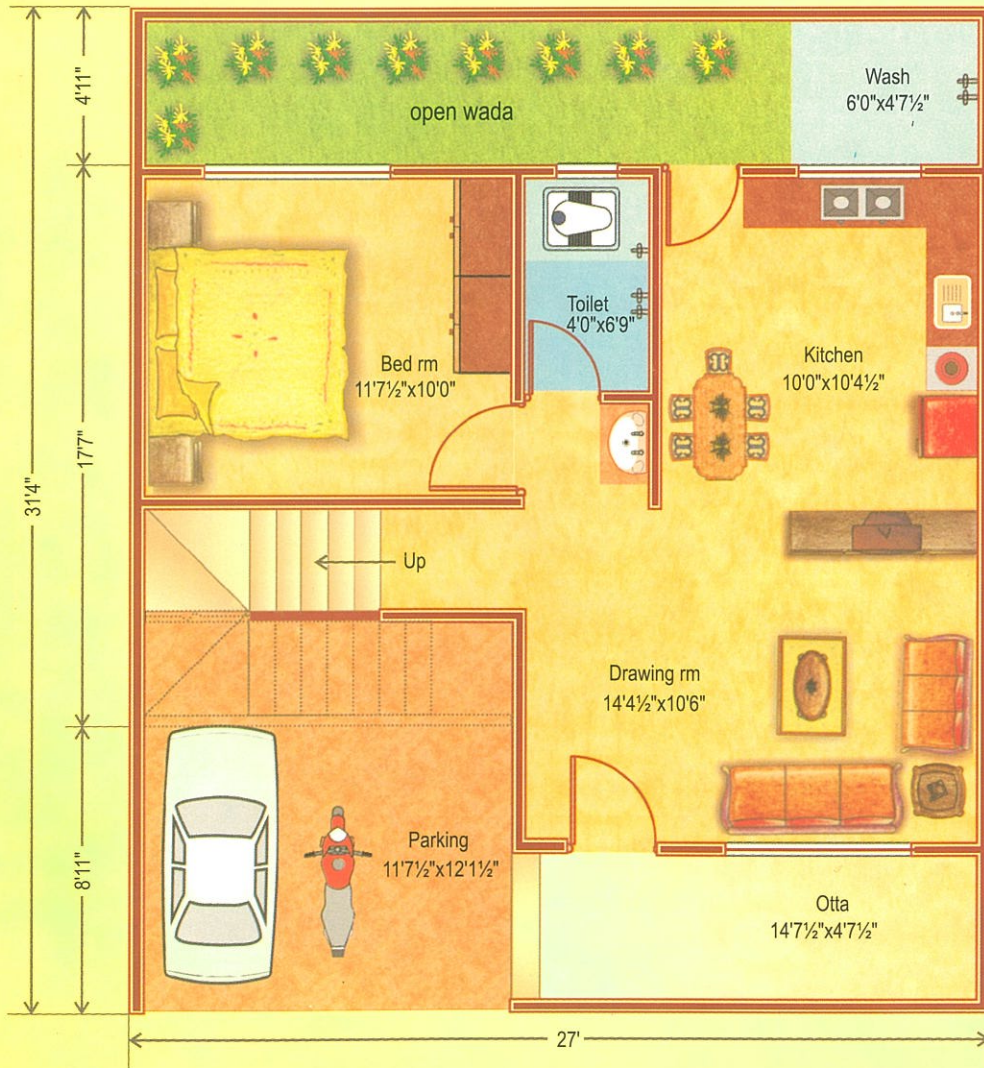 4'11"
Wash
6'0"x4'7½"
open wada
Toilet
4'0"x6'9"
Bed rm
11'7½"x10'0"
Kitchen
10'0"x10'4½"
17'7"
31'4"
Up
Drawing rm
14'4½"x10'6"
Parking
11'7½"x12'1½"
8'11"
Otta
14'7½"x4'7½"
27'